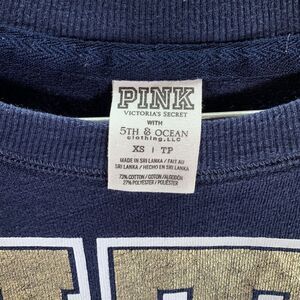 PINK
VICTORIA'S SECRET
WITH
5TH & OCEAN
clothing, LLC
XS | TP
MADE IN SRI LANKA / FAIT AU
SRI LANKA / HECHO EN SRI LANKA
73% COTTON / COTON / ALGODÓN
27% POLYESTER / POLIÉSTER